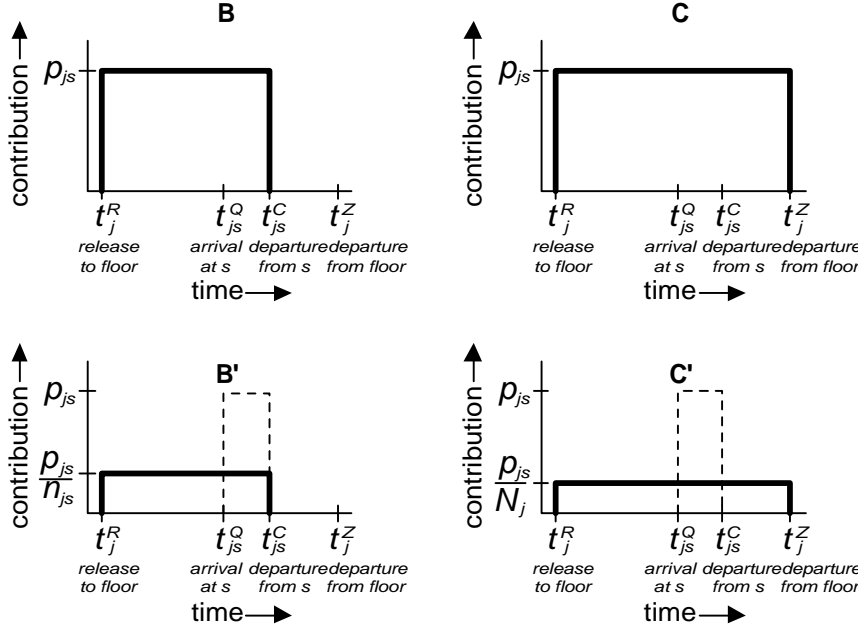 B
contribution
p_js
t_j^R t_js^Q t_js^C t_j^Z
release arrival departure departure
to floor at s from s from floor
time
C
contribution
p_js
t_j^R t_js^Q t_js^C t_j^Z
release arrival departure departure
to floor at s from s from floor
time
B'
contribution
p_js
p_js
n_js
t_j^R t_js^Q t_js^C t_j^Z
release arrival departure departure
to floor at s from s from floor
time
C'
contribution
p_js
p_js
N_j
t_j^R t_js^Q t_js^C t_j^Z
release arrival departure departure
to floor at s from s from floor
time